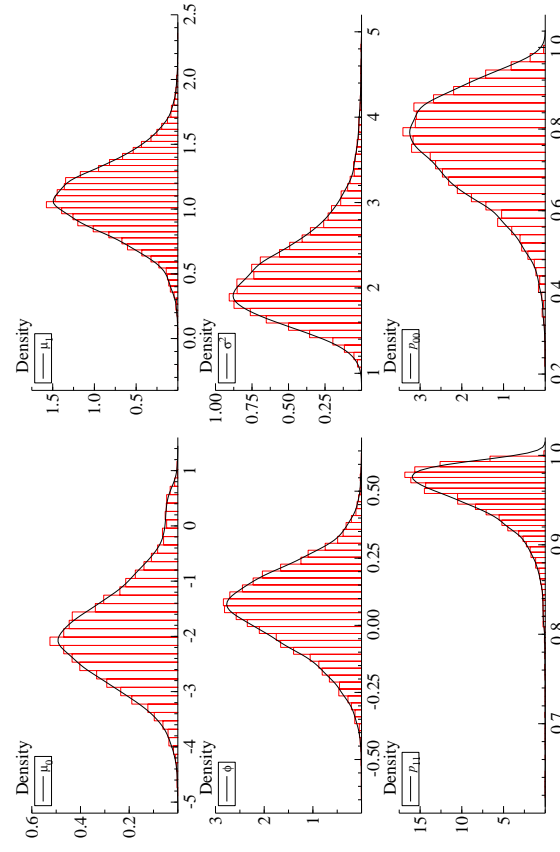 Density
μ₀
0.6
0.4
0.2
-5 -4 -3 -2 -1 0 1
Density
μ₁
1.5
1.0
0.5
0.0 0.5 1.0 1.5 2.0 2.5
Density
ϕ
3
2
1
-0.50 -0.25 0.00 0.25 0.50
Density
σ²
1.00
0.75
0.50
0.25
1 2 3 4 5
Density
p₁₁
15
10
5
0.7 0.8 0.9 1.0
Density
p₀₀
3
2
1
0.2 0.4 0.6 0.8 1.0